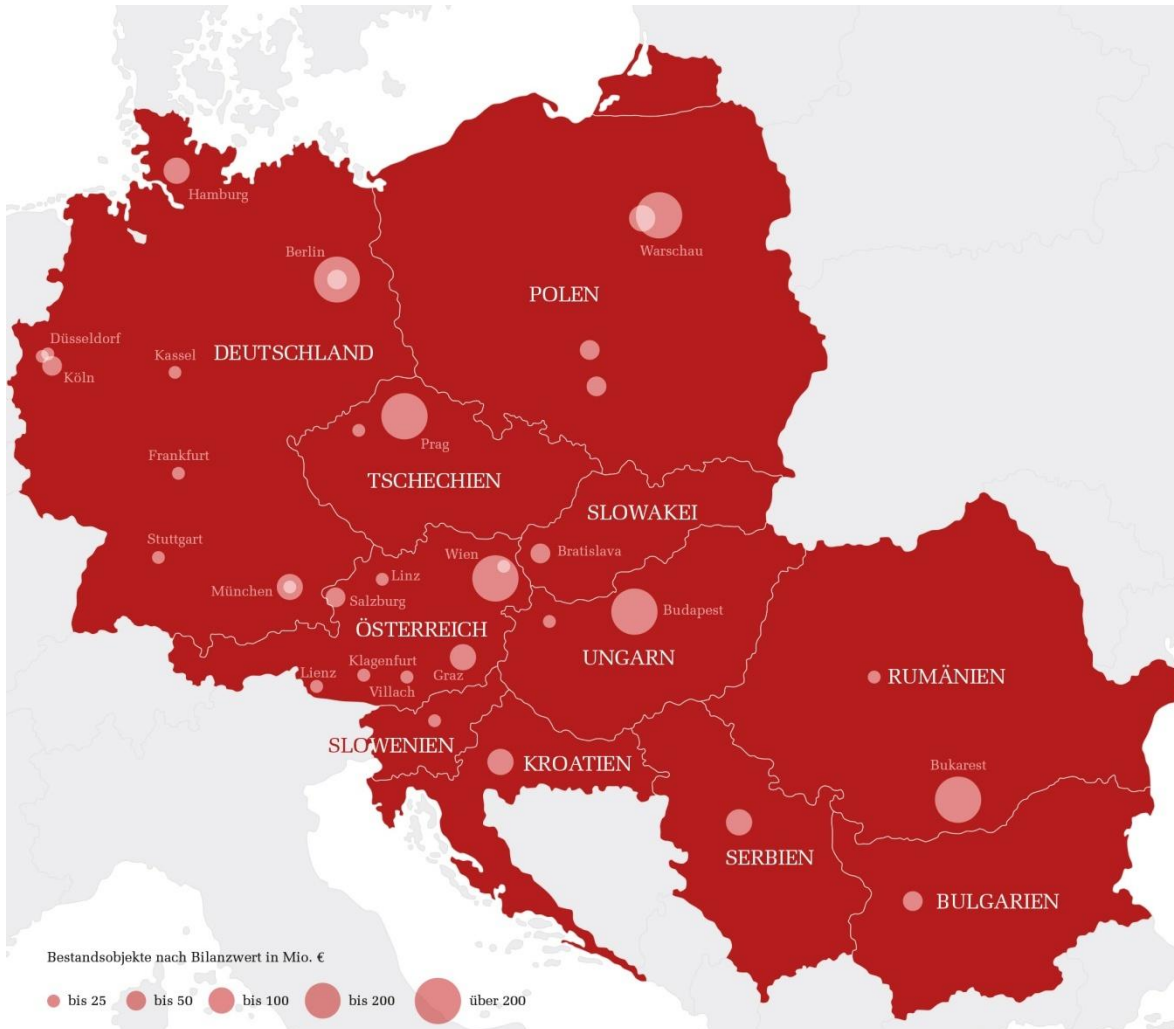 Hamburg
Berlin
Warschau
POLEN
Düsseldorf
Kassel
DEUTSCHLAND
Köln
Prag
Frankfurt
TSCHECHIEN
SLOWAKEI
Stuttgart
Wien
Bratislava
Linz
München
Salzburg
Budapest
ÖSTERREICH
UNGARN
Klagenfurt
Lienz
Graz
RUMÄNIEN
Villach
SLOWENIEN
KROATIEN
Bukarest
SERBIEN
BULGARIEN
Bestandsobjekte nach Bilanzwert in Mio. €
bis 25 bis 50 bis 100 bis 200 über 200